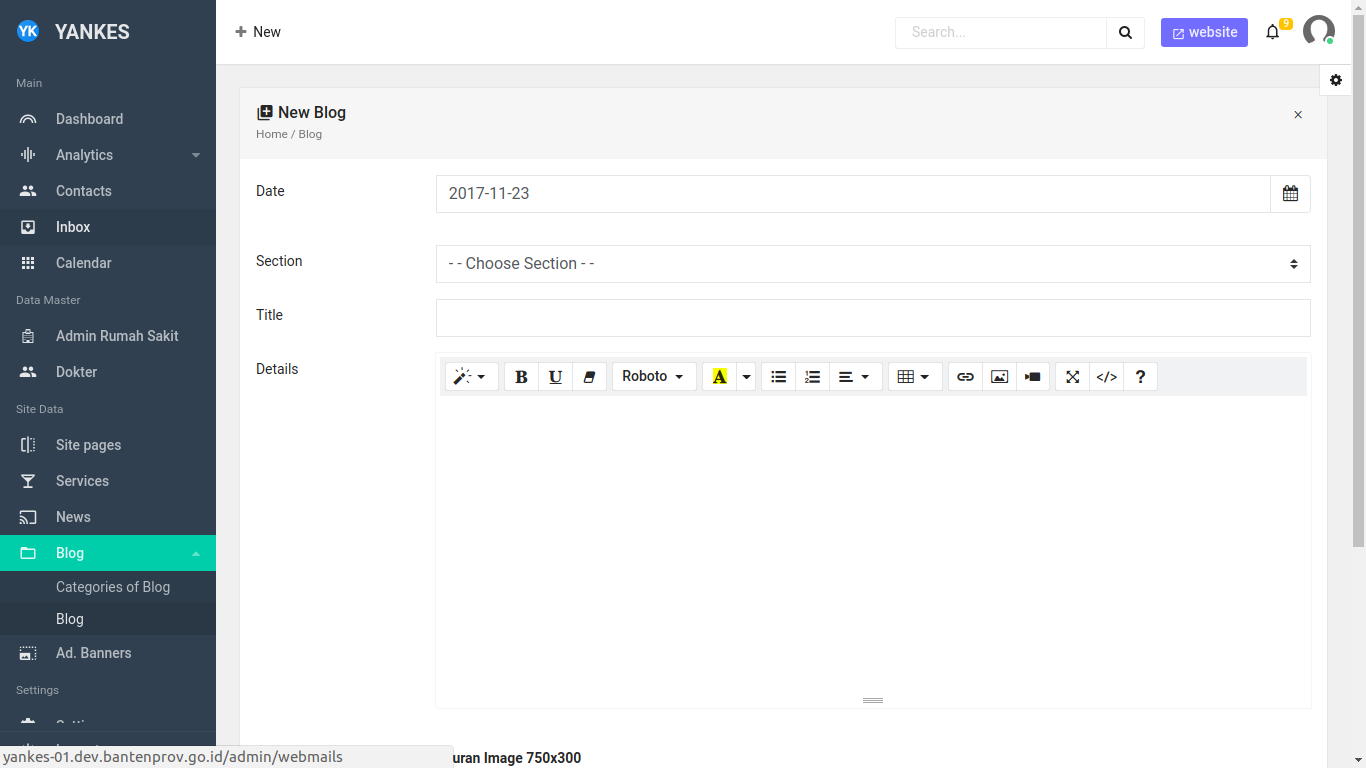 YK YANKES
+ New
Search...
website
9
Main
Dashboard
Analytics
Contacts
Inbox
Calendar
Data Master
Admin Rumah Sakit
Dokter
Site Data
Site pages
Services
News
Blog
Categories of Blog
Blog
Ad. Banners
Settings
New Blog
×
Home / Blog
Date
2017-11-23
Section
- - Choose Section - -
Title
Details
B U Roboto A </> ?
uran Image 750x300
yankes-01.dev.bantenprov.go.id/admin/webmails